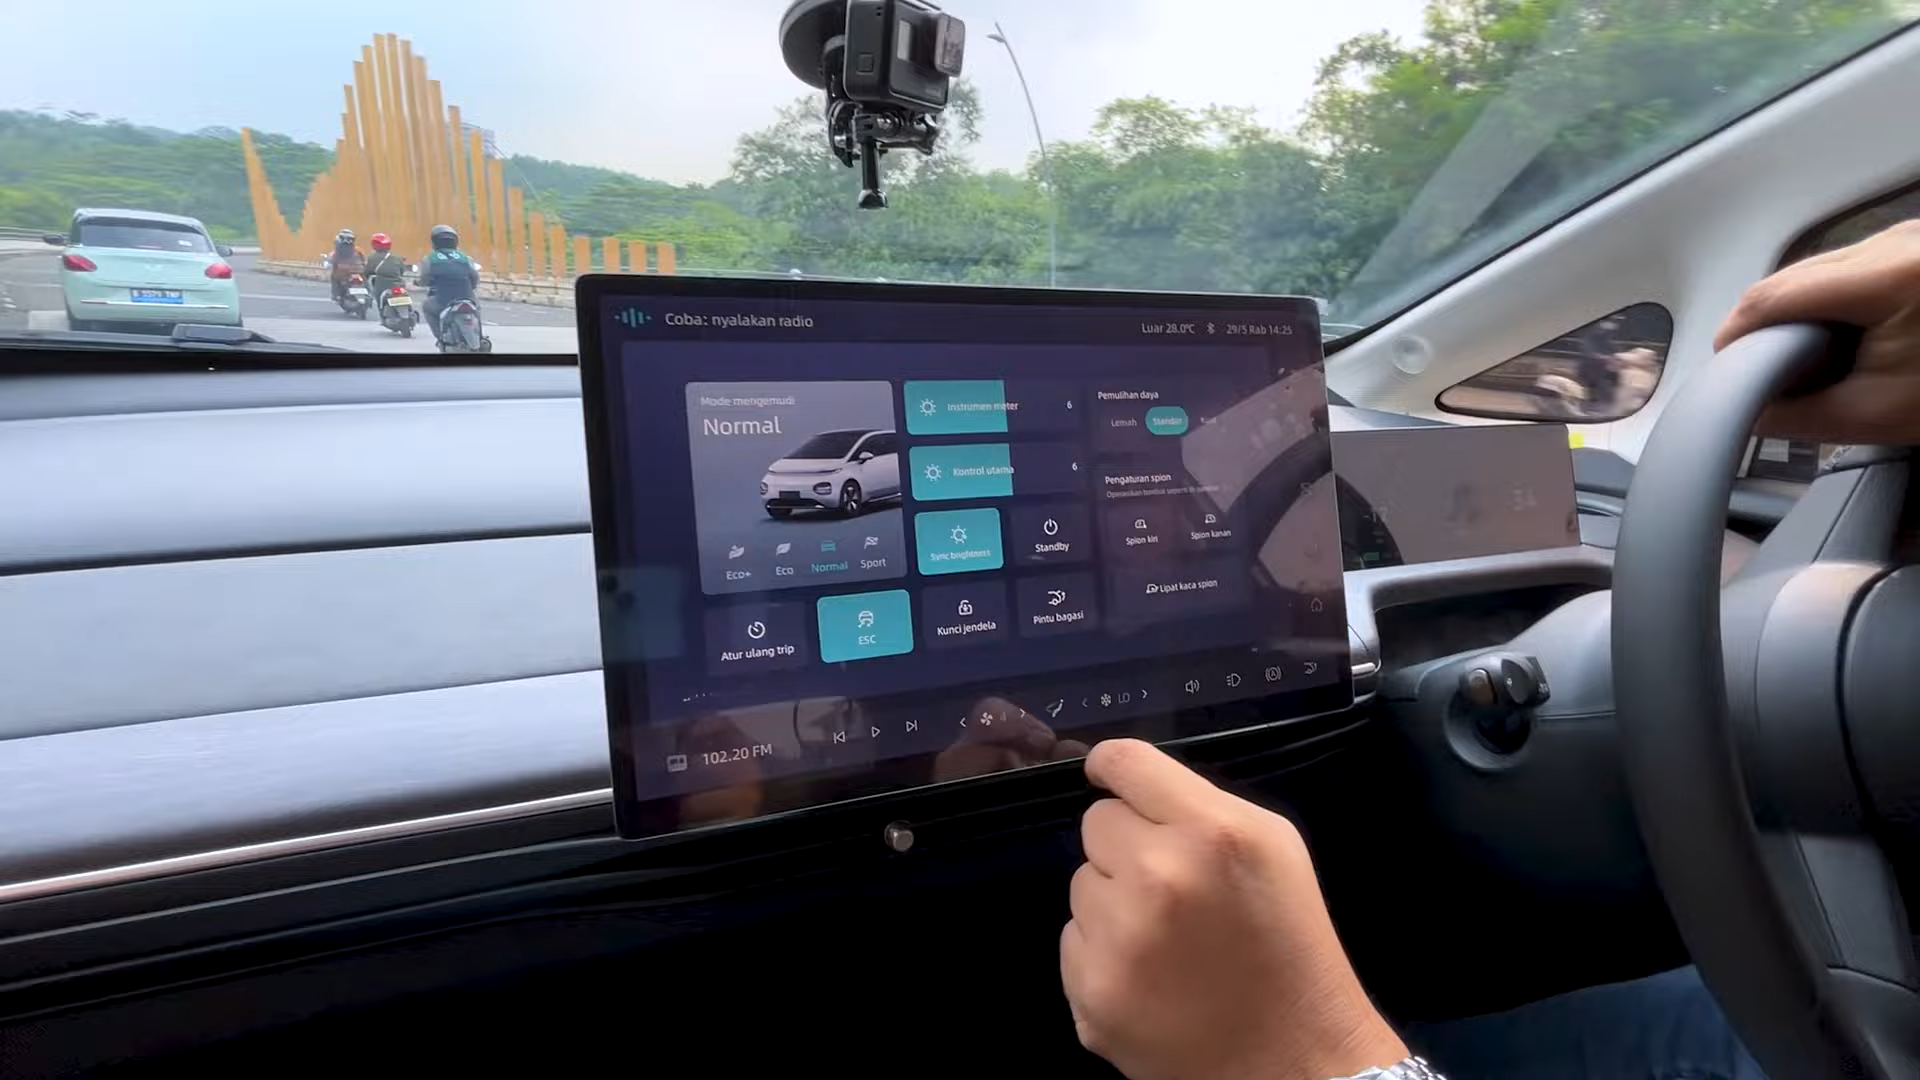 Coba: nyalakan radio
Luar 28.0°C 29/5 Rab 14:25
Mode mengemudi
Normal
Eco+ Eco Normal Sport
Instrumen meter 6
Kontrol utama 6
Sync brightness
Standby
Pemulihan daya
Lemah Standar
Pengaturan spion
Spion kiri Spion kanan
Lipat kaca spion
Atur ulang trip
ESC
Kunci jendela
Pintu bagasi
102.20 FM
4
LO